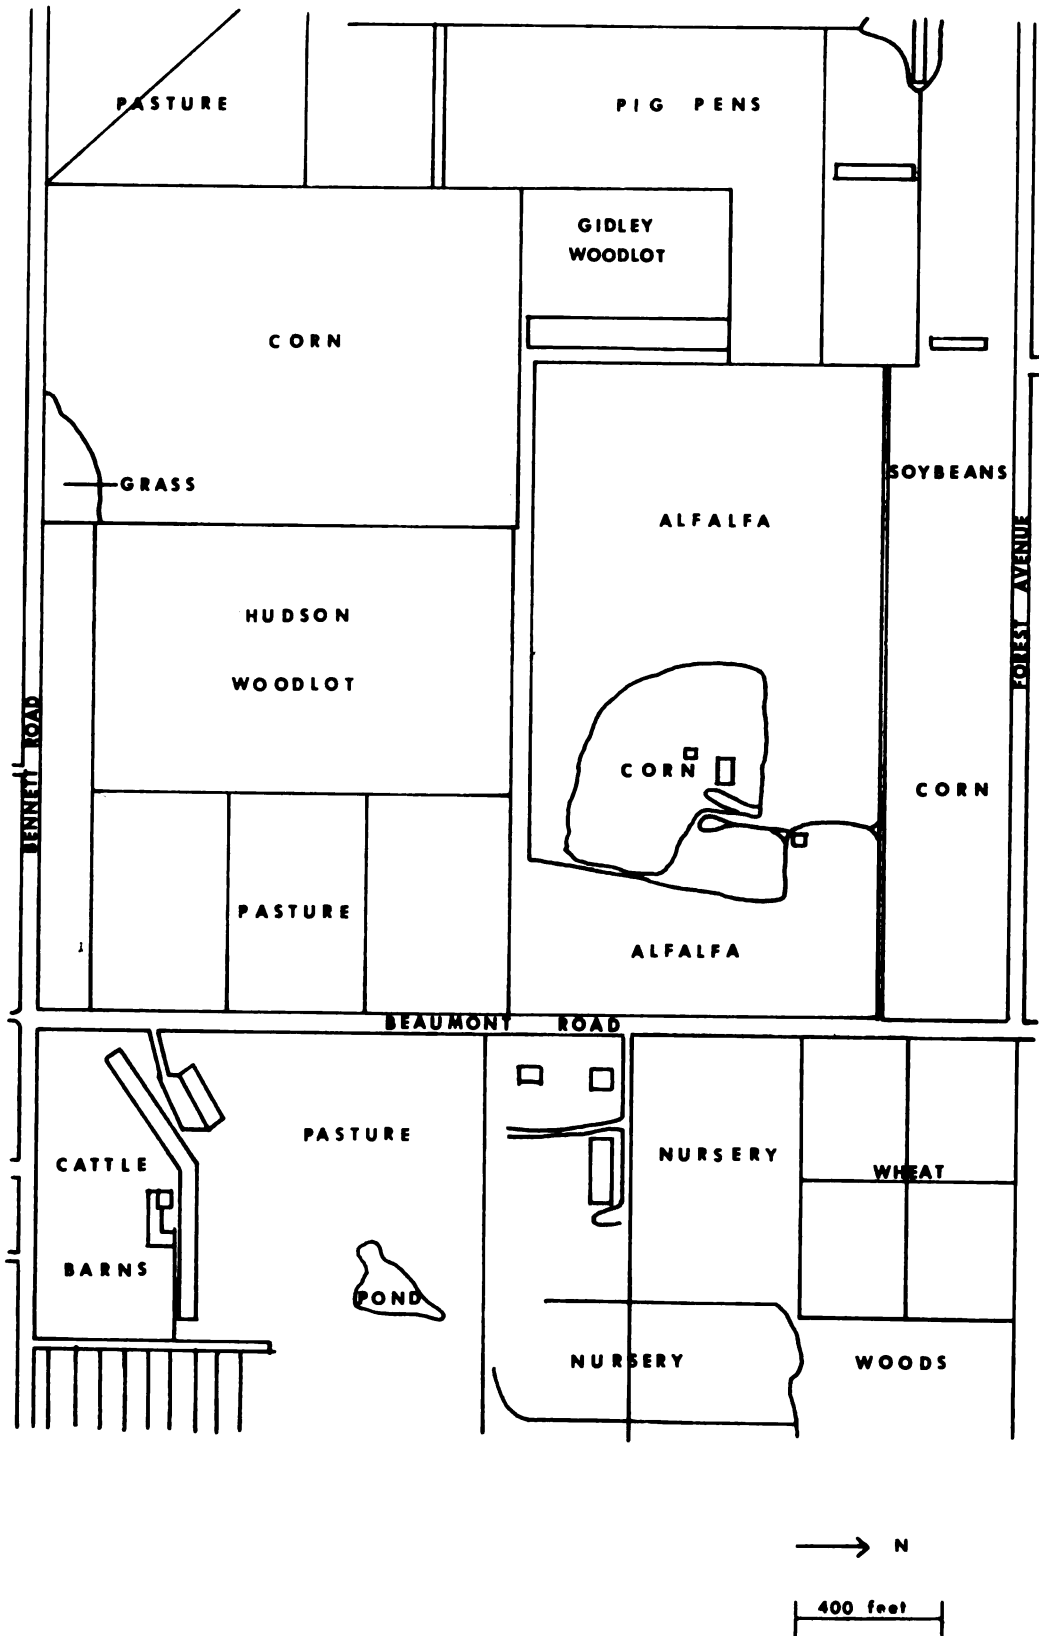 PASTURE
PIG PENS
GIDLEY
WOODLOT
CORN
GRASS
SOYBEANS
ALFALFA
FOREST AVENUE
HUDSON
WOODLOT
BENNETT ROAD
CORN
CORN
PASTURE
ALFALFA
BEAUMONT ROAD
PASTURE
CATTLE
BARNS
NURSERY
WHEAT
POND
NURSERY
WOODS
N
400 feet